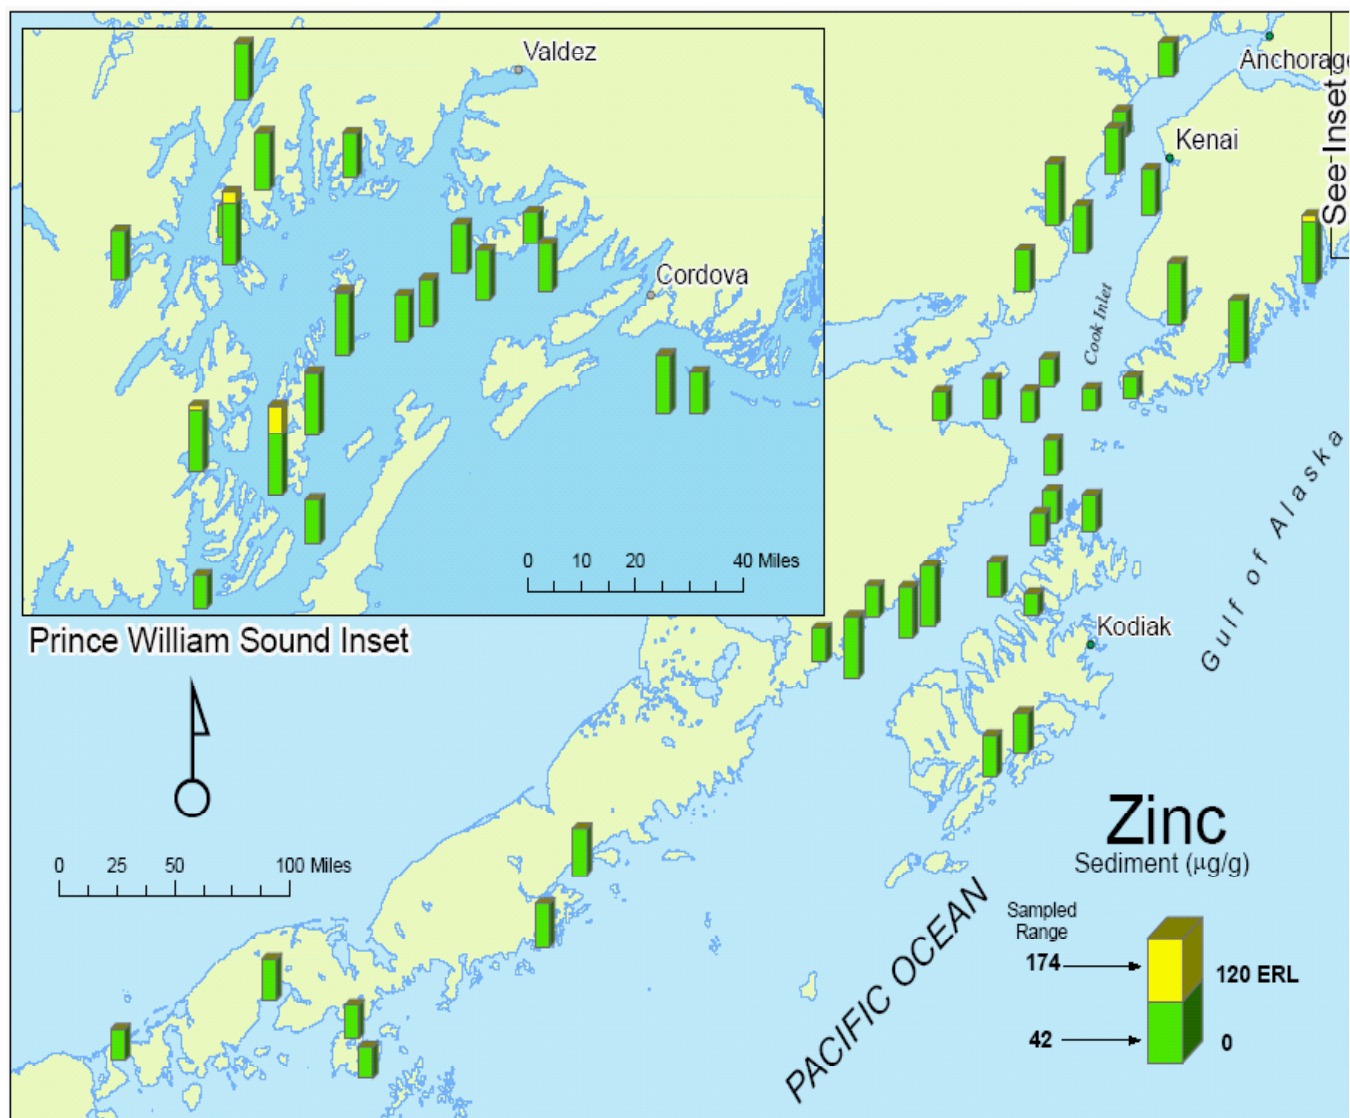 Valdez
Anchorage
See Inset
Kenai
Cordova
Cook Inlet
Gulf of Alaska
0 10 20 40 Miles
Prince William Sound Inset
Kodiak
0 25 50 100 Miles
PACIFIC OCEAN
Zinc
Sediment (µg/g)
Sampled
Range
174
120 ERL
42
0